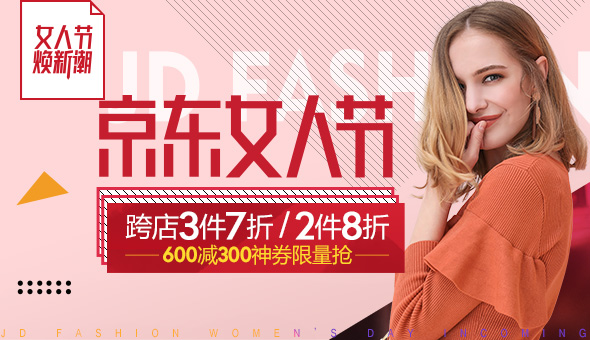 女人节
焕新潮
JD FASHION
京东女人节
跨店3件7折/2件8折
600减300神券限量抢
JD FASHION WOMEN'S DAY INCOMING